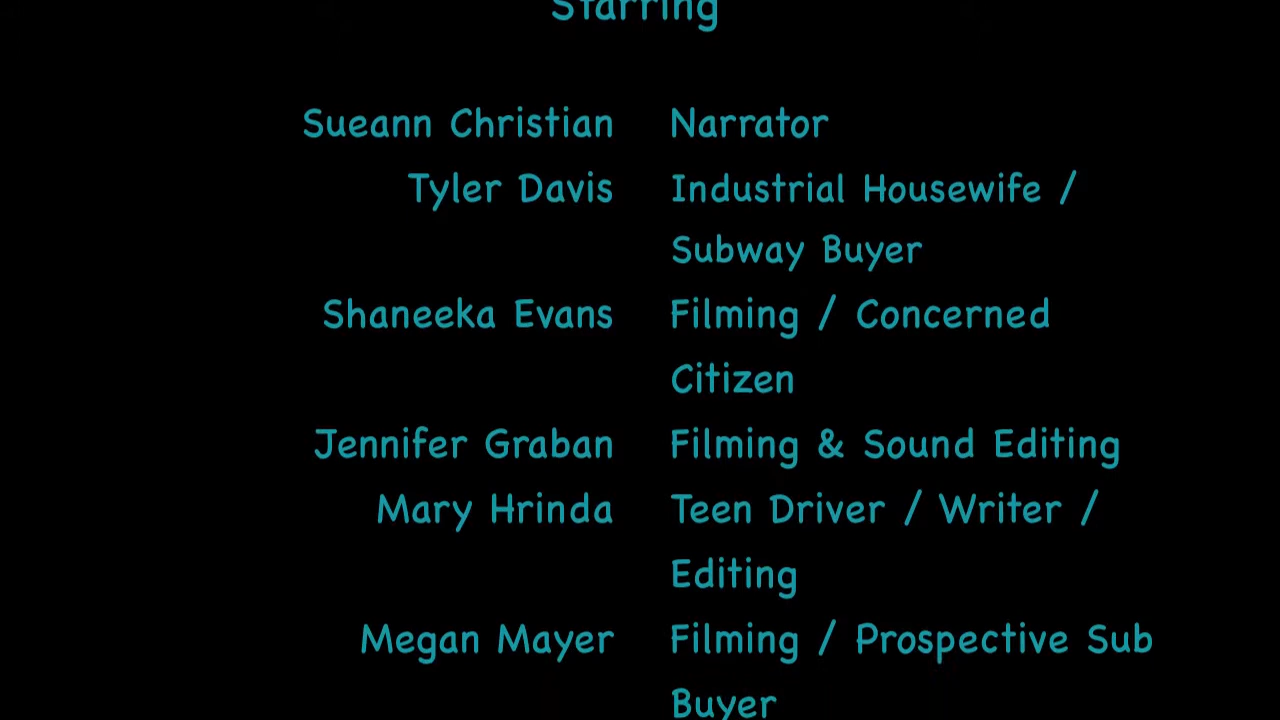 Starring
Sueann Christian Narrator
Tyler Davis Industrial Housewife /
Subway Buyer
Shaneeka Evans Filming / Concerned
Citizen
Jennifer Graban Filming & Sound Editing
Mary Hrinda Teen Driver / Writer /
Editing
Megan Mayer Filming / Prospective Sub
Buyer